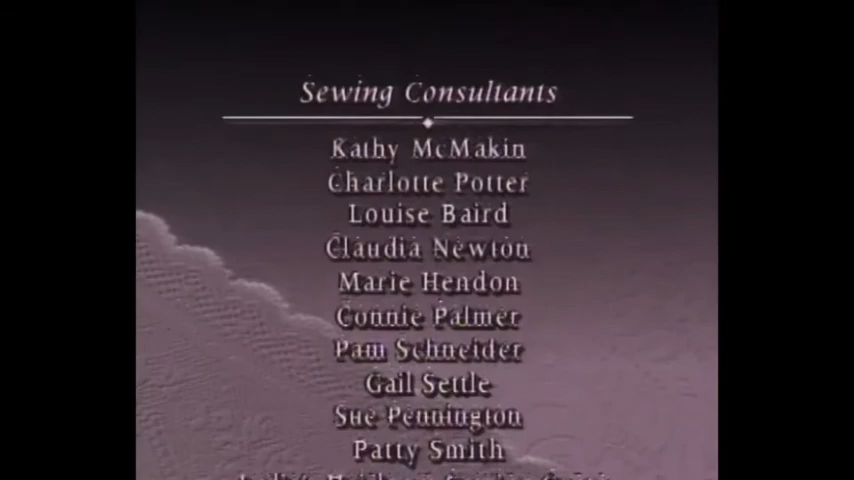 Sewing Consultants
Kathy McMakin
Charlotte Potter
Louise Baird
Claudia Newton
Marie Hendon
Connie Palmer
Pam Schneider
Gail Settle
Sue Pennington
Patty Smith